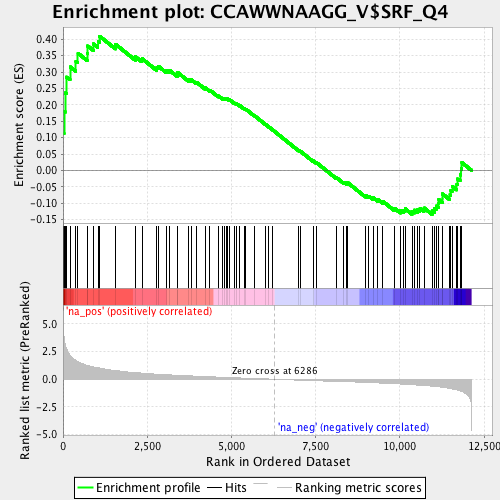 Enrichment plot: CCAWWNAAGG_V$SRF_Q4
Enrichment score (ES)
0.40
0.35
0.30
0.25
0.20
0.15
0.10
0.05
0.00
-0.05
-0.10
-0.15
'na_pos' (positively correlated)
Ranked list metric (PreRanked)
5.0
2.5
0.0
-2.5
-5.0
Zero cross at 6286
'na_neg' (negatively correlated)
0
2,500
5,000
7,500
10,000
12,500
Rank in Ordered Dataset
Enrichment profile
Hits
Ranking metric scores